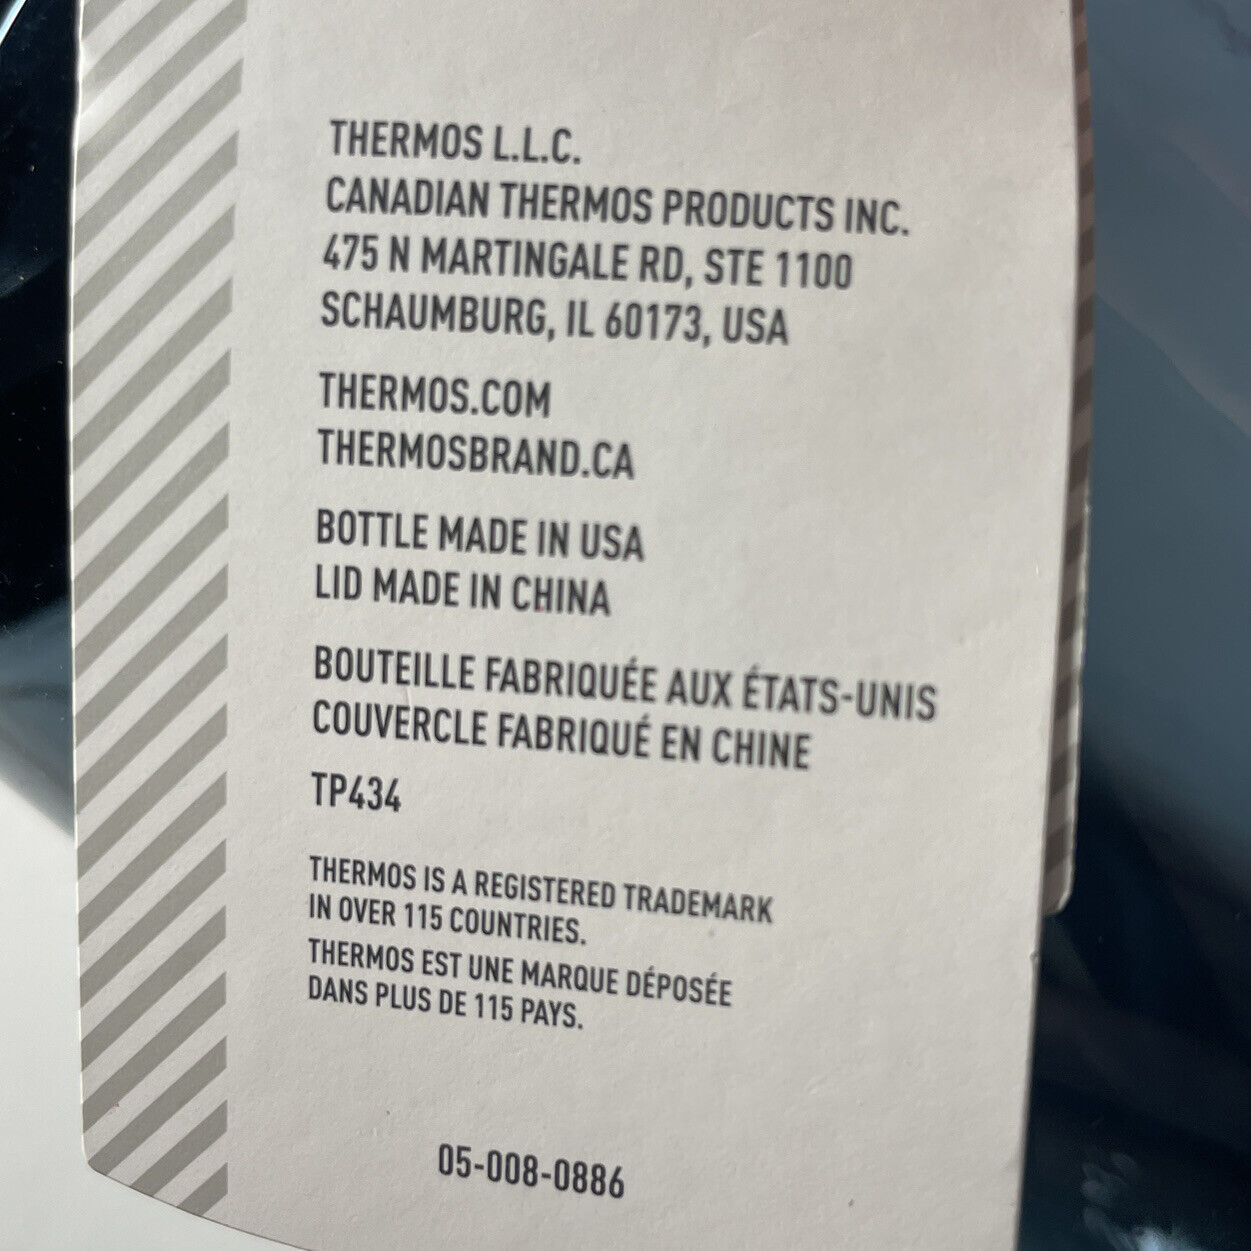 THERMOS L.L.C.
CANADIAN THERMOS PRODUCTS INC.
475 N MARTINGALE RD, STE 1100
SCHAUMBURG, IL 60173, USA
THERMOS.COM
THERMOSBRAND.CA
BOTTLE MADE IN USA
LID MADE IN CHINA
BOUTEILLE FABRIQUÉE AUX ÉTATS-UNIS
COUVERCLE FABRIQUÉ EN CHINE
TP434
THERMOS IS A REGISTERED TRADEMARK
IN OVER 115 COUNTRIES.
THERMOS EST UNE MARQUE DÉPOSÉE
DANS PLUS DE 115 PAYS.
05-008-0886